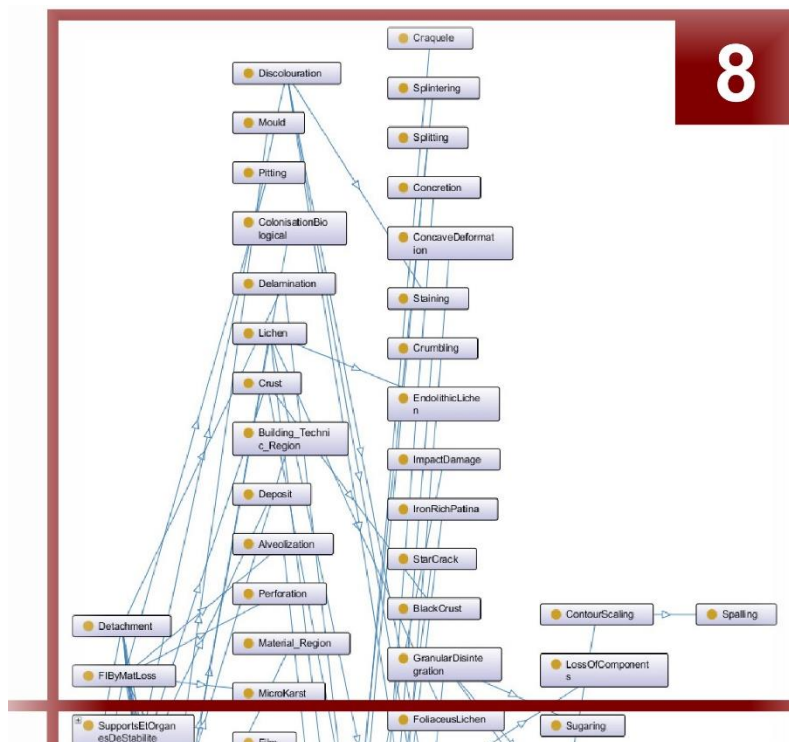 8
Craquele
Discolouration
Splintering
Mould
Splitting
Pitting
Concretion
ColonisationBio
logical
ConcaveDeformat
ion
Delamination
Staining
Lichen
Crumbling
Crust
EndolithicLiche
n
Building_Techni
c_Region
ImpactDamage
Deposit
IronRichPatina
Alveolization
StarCrack
Perforation
BlackCrust
ContourScaling
Spalling
Detachment
Material_Region
GranularDisinte
gration
LossOfComponent
s
FIByMatLoss
MicroKarst
FoliaceusLichen
Sugaring
SupportsEtOrgan
esDeStabilite
Film